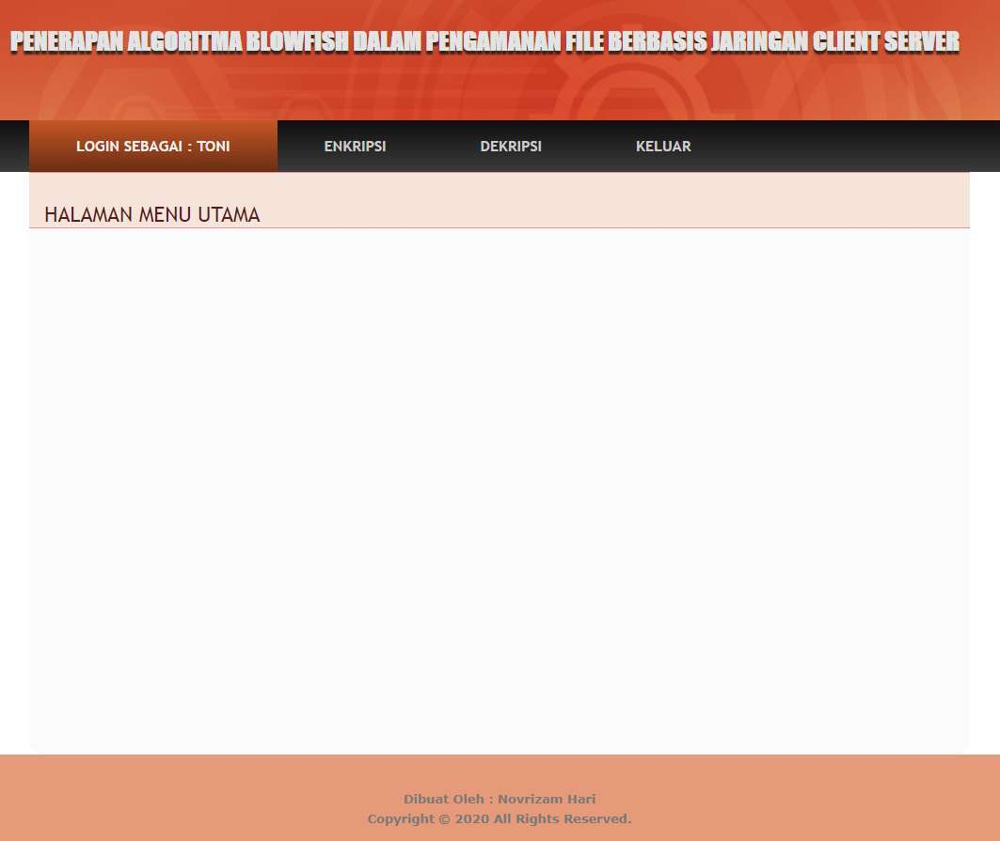 PENERAPAN ALGORITMA BLOWFISH DALAM PENGAMANAN FILE BERBASIS JARINGAN CLIENT SERVER
LOGIN SEBAGAI : TONI ENKRIPSI DEKRIPSI KELUAR
HALAMAN MENU UTAMA
Dibuat Oleh : Novrizam Hari
Copyright © 2020 All Rights Reserved.